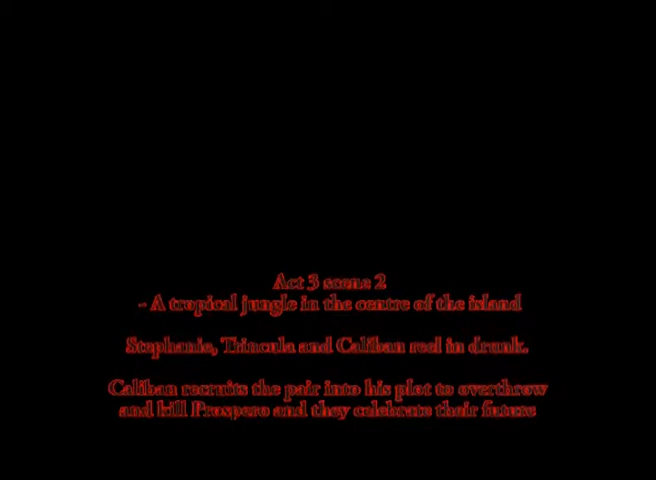 Act 3 scene 2
- A tropical jungle in the centre of the island
Stephanie, Trincula and Caliban reel in drunk.
Caliban recruits the pair into his plot to overthrow
and kill Prospero and they celebrate their future